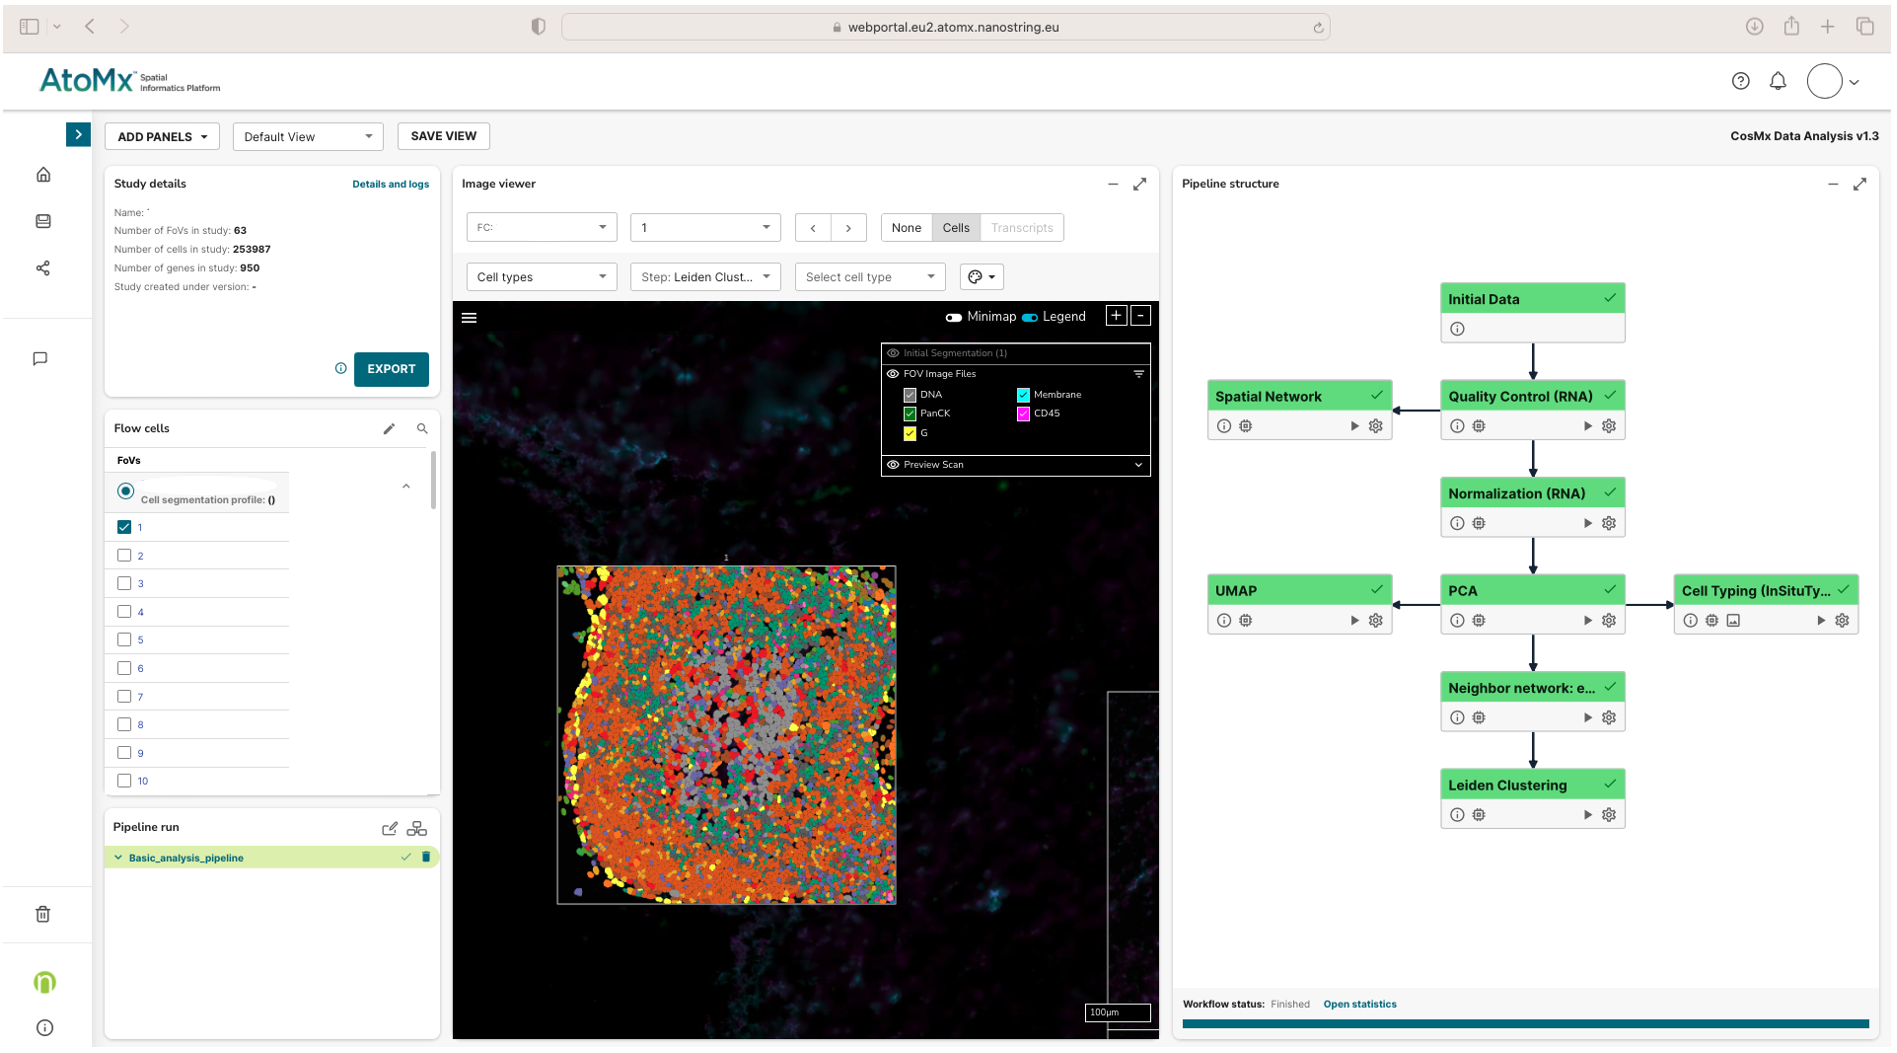 webportal.eu2.atomx.nanostring.eu
AtoMx™ Spatial
Informatics Platform
ADD PANELS
Default View
SAVE VIEW
CosMx Data Analysis v1.3
Study details
Details and logs
Name:
Number of FoVs in study: 63
Number of cells in study: 253987
Number of genes in study: 950
Study created under version: -
EXPORT
Flow cells
FoVs
Cell segmentation profile: ()
1
2
3
4
5
6
7
8
9
10
Pipeline run
Basic_analysis_pipeline
Image viewer
FC:
1
None
Cells
Transcripts
Cell types
Step: Leiden Clust...
Select cell type
Minimap
Legend
+
-
Initial Segmentation (1)
FOV Image Files
DNA
Membrane
PanCK
CD45
G
Preview Scan
1
100μm
Pipeline structure
Initial Data
Spatial Network
Quality Control (RNA)
Normalization (RNA)
UMAP
PCA
Cell Typing (InSituTy...
Neighbor network: e...
Leiden Clustering
Workflow status: Finished
Open statistics